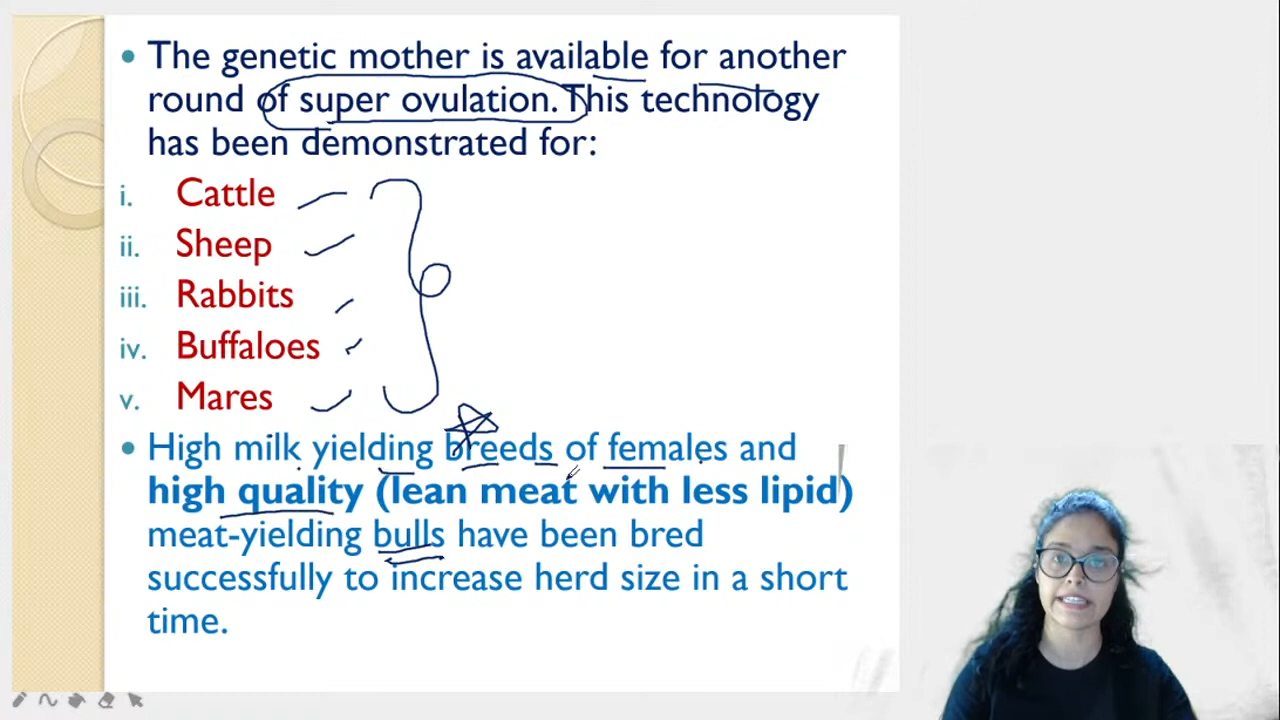 • The genetic mother is available for another
round of super ovulation. This technology
has been demonstrated for:
i. Cattle
ii. Sheep
iii. Rabbits
iv. Buffaloes
v. Mares
• High milk yielding breeds of females and
high quality (lean meat with less lipid)
meat-yielding bulls have been bred
successfully to increase herd size in a short
time.